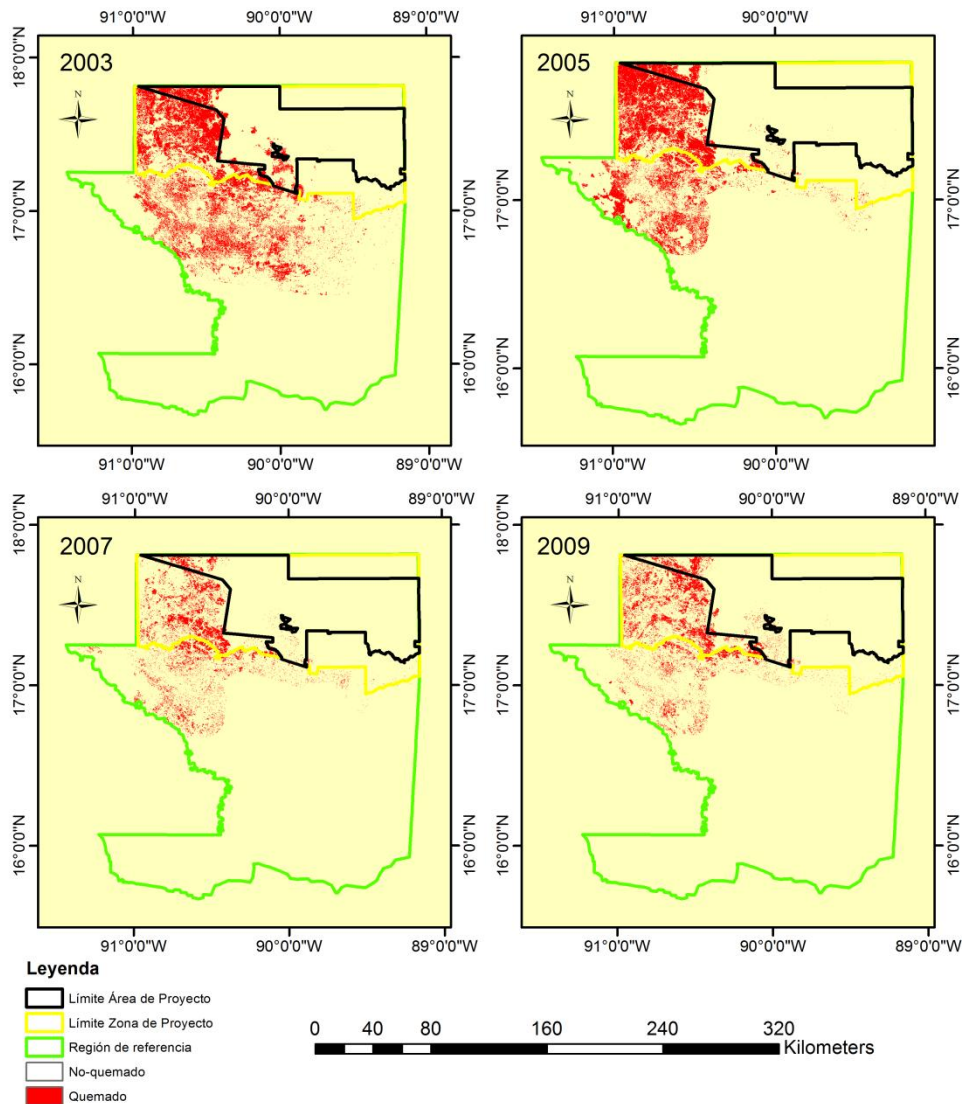 91°0'0"W 90°0'0"W 89°0'0"W
18°0'0"N
17°0'0"N
16°0'0"N
2003
N
18°0'0"N
17°0'0"N
16°0'0"N
91°0'0"W 90°0'0"W 89°0'0"W
91°0'0"W 90°0'0"W
2005
N
17°0'0"N
16°0'0"N
91°0'0"W 90°0'0"W
91°0'0"W 90°0'0"W 89°0'0"W
18°0'0"N
17°0'0"N
16°0'0"N
2007
N
18°0'0"N
17°0'0"N
16°0'0"N
91°0'0"W 90°0'0"W 89°0'0"W
91°0'0"W 90°0'0"W 89°0'0"W
2009
N
18°0'0"N
17°0'0"N
16°0'0"N
91°0'0"W 90°0'0"W 89°0'0"W
Leyenda
Límite Área de Proyecto
Límite Zona de Proyecto
Región de referencia
No-quemado
Quemado
0 40 80 160 240 320
Kilometers